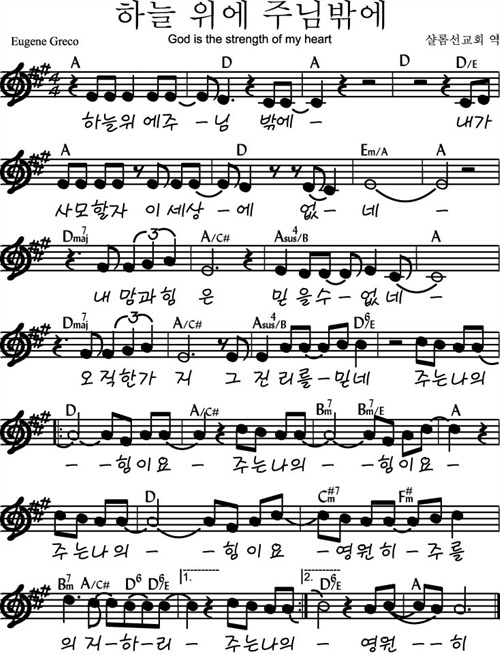 하늘 위에 주님밖에
God is the strength of my heart
Eugene Greco
샬롬선교회 역
A D A D D/E
하늘위 에주 - 님 밖에 - 내가
A D Em/A A
사모할자 이 세상 - 에 없 - 네 -
Dmaj7 A/C# Asus4/B A
내 맘과 힘 은 믿 을수 - 없 네 -
Dmaj7 A/C# Asus4/B D6/E
오 직 한 가 지 그 진 리를 - 믿네 주는나의
D A/C# Bm7 Bm7/E A
- - 힘 이 요 - 주는나의 - - 힘이요 -
D C#m7 F#m
주 는 나 의 - - 힘 이 요 - 영원 히 - 주를
Bm7 A/C# D6 D6/E 1. 2. D6/E
의 지 - 하 - 리 - 주는나의 - 영원 - - 히